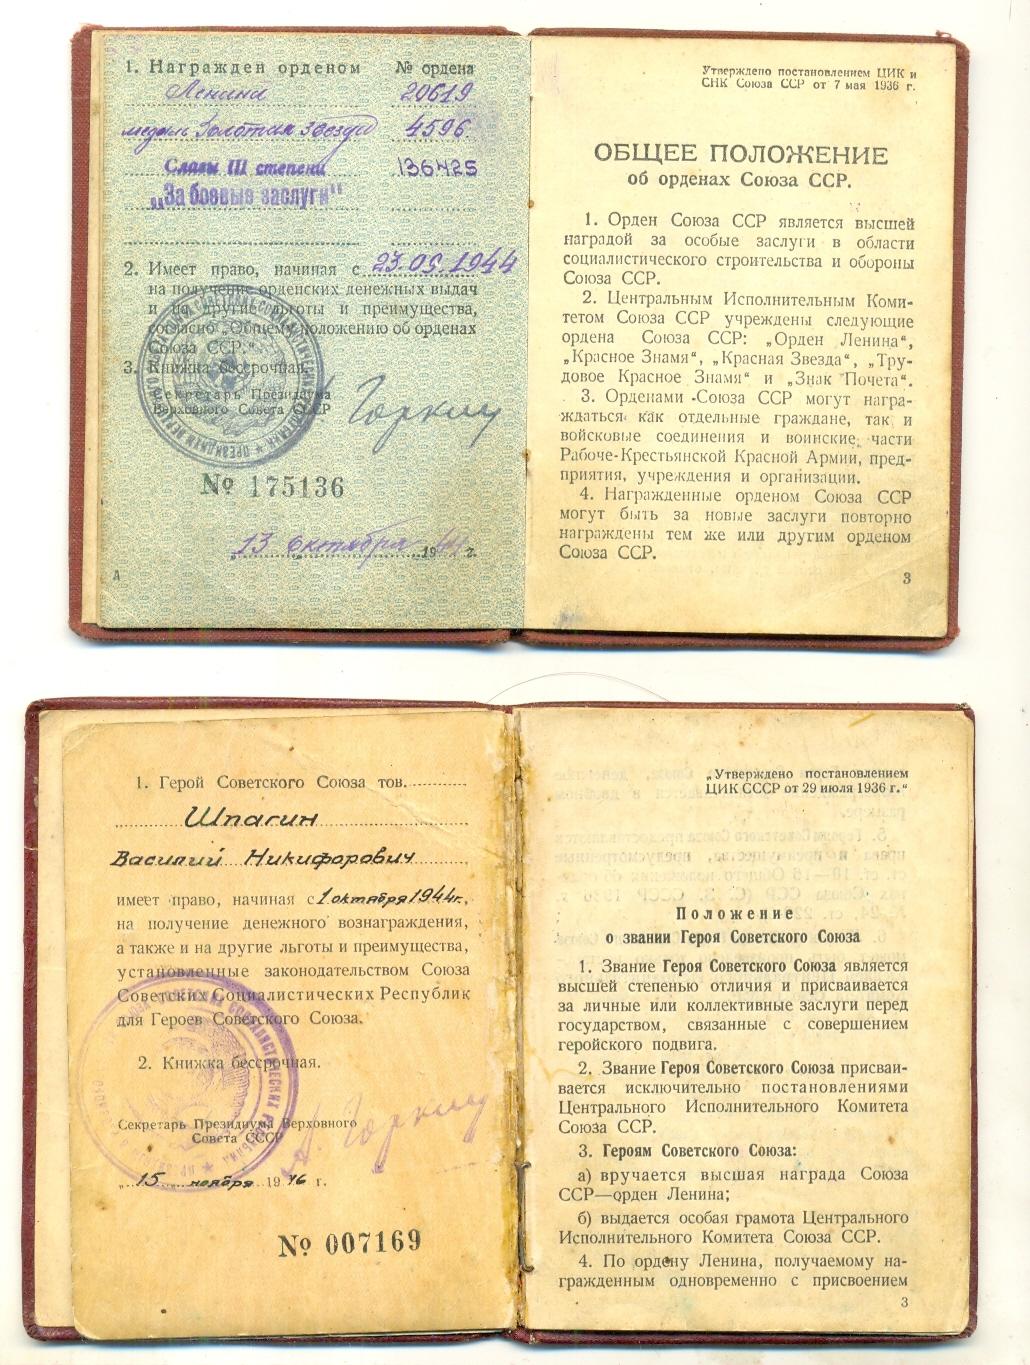 1. Награжден орденом № ордена
Ленина 20619
медаль Золотая звезда 4596
Славы III степени 136425
„За боевые заслуги"
2. Имеет право, начиная с 23.05.1944
на получение орденских денежных выдач
и на другие льготы и преимущества,
согласно „Общему положению об орденах
Союза ССР."
3. Книжка бессрочная.
Секретарь Президиума
Верховного Совета СССР
Горкин
№ 175136
„13 октября 1944 г.
А
Утверждено постановлением ЦИК и
СНК Союза ССР от 7 мая 1936 г.
ОБЩЕЕ ПОЛОЖЕНИЕ
об орденах Союза ССР.
1. Орден Союза ССР является высшей
наградой за особые заслуги в области
социалистического строительства и обороны
Союза ССР.
2. Центральным Исполнительным Коми-
тетом Союза ССР учреждены следующие
ордена Союза ССР: „Орден Ленина",
„Красное Знамя", „Красная Звезда", „Тру-
довое Красное Знамя" и „Знак Почета".
3. Орденами Союза ССР могут награ-
ждаться как отдельные граждане, так и
войсковые соединения и воинские части
Рабоче-Крестьянской Красной Армии, пред-
приятия, учреждения и организации.
4. Награжденные орденом Союза ССР
могут быть за новые заслуги повторно
награждены тем же или другим орденом
Союза ССР.
3
1. Герой Советского Союза тов.
Шпагин
Василий Никифорович
имеет право, начиная с 1 октября 1944 г.,
на получение денежного вознаграждения,
а также и на другие льготы и преимущества,
установленные законодательством Союза
Советских Социалистических Республик
для Героев Советского Союза.
2. Книжка бессрочная.
Секретарь Президиума Верховного
Совета СССР
А. Горкин
„15 ноября 1946 г.
№ 007169
„Утверждено постановлением
ЦИК СССР от 29 июля 1936 г."
Положение
о звании Героя Советского Союза
1. Звание Героя Советского Союза является
высшей степенью отличия и присваивается
за личные или коллективные заслуги перед
государством, связанные с совершением
геройского подвига.
2. Звание Героя Советского Союза присваи-
вается исключительно постановлениями
Центрального Исполнительного Комитета
Союза ССР.
3. Героям Советского Союза:
а) вручается высшая награда Союза
ССР—орден Ленина;
б) выдается особая грамота Центрального
Исполнительного Комитета Союза ССР.
4. По ордену Ленина, получаемому на-
гражденным одновременно с присвоением
3